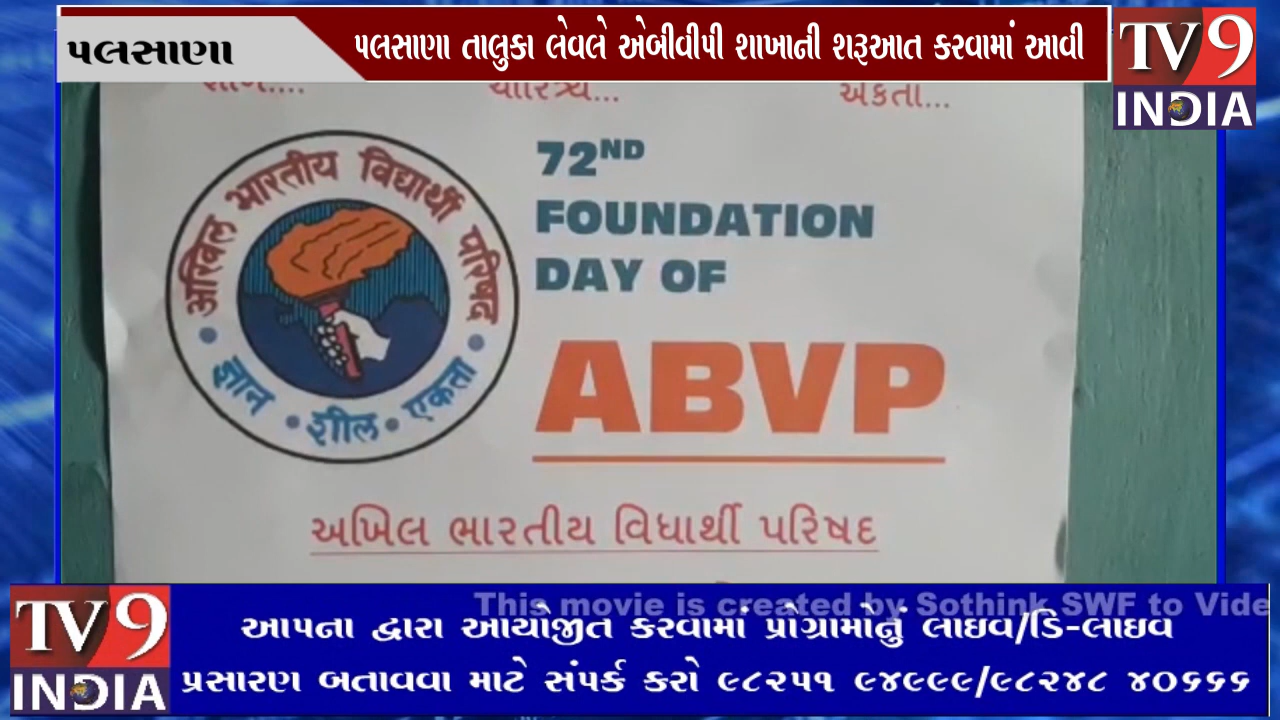 પલસાણા
પલસાણા તાલુકા લેવલે એબીવીપી શાખાની શરૂઆત કરવામાં આવી
TV9
INDIA
જ્ઞાન.... ચારિત્ર્ય... એકતા...
अखिल भारतीय विद्यार्थी परिषद
ज्ञान • शील • एकता
72ND
FOUNDATION
DAY OF
ABVP
અખિલ ભારતીય વિધાર્થી પરિષદ
This movie is created by Sothink SWF to Vide
TV9
INDIA
આપના દ્વારા આયોજીત કરવામાં પ્રોગ્રામોનું લાઇવ/ડિ-લાઇવ
પ્રસારણ બતાવવા માટે સંપર્ક કરો ૯૮૨૫૧ ૯૪૯૯૯/૯૮૨૪૮ ૪૦૬૬૬